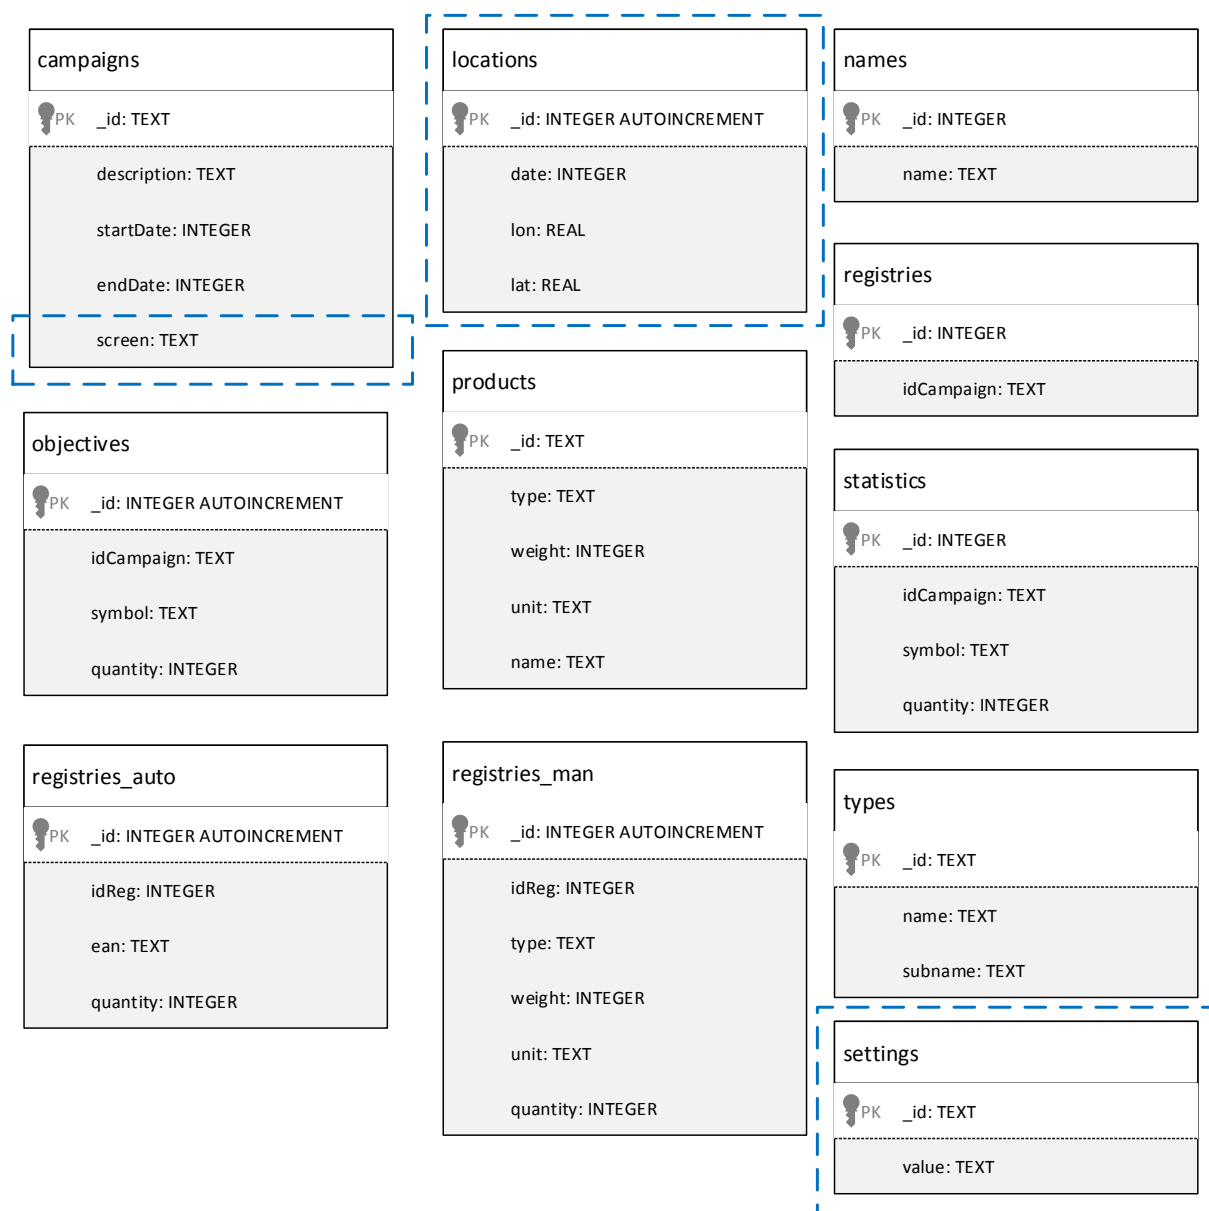 campaigns
PK _id: TEXT
description: TEXT
startDate: INTEGER
endDate: INTEGER
screen: TEXT
objectives
PK _id: INTEGER AUTOINCREMENT
idCampaign: TEXT
symbol: TEXT
quantity: INTEGER
registries_auto
PK _id: INTEGER AUTOINCREMENT
idReg: INTEGER
ean: TEXT
quantity: INTEGER
locations
PK _id: INTEGER AUTOINCREMENT
date: INTEGER
lon: REAL
lat: REAL
products
PK _id: TEXT
type: TEXT
weight: INTEGER
unit: TEXT
name: TEXT
registries_man
PK _id: INTEGER AUTOINCREMENT
idReg: INTEGER
type: TEXT
weight: INTEGER
unit: TEXT
quantity: INTEGER
names
PK _id: INTEGER
name: TEXT
registries
PK _id: INTEGER
idCampaign: TEXT
statistics
PK _id: INTEGER
idCampaign: TEXT
symbol: TEXT
quantity: INTEGER
types
PK _id: TEXT
name: TEXT
subname: TEXT
settings
PK _id: TEXT
value: TEXT